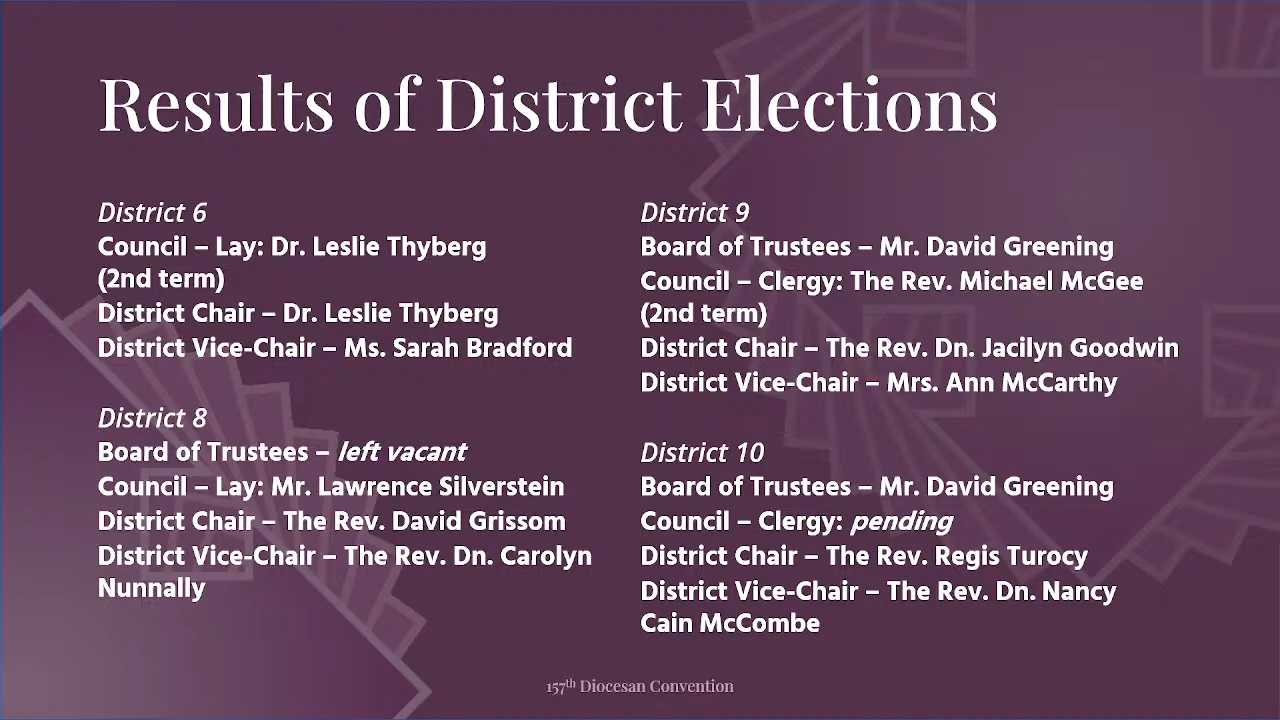 Results of District Elections
District 6
Council – Lay: Dr. Leslie Thyberg
(2nd term)
District Chair – Dr. Leslie Thyberg
District Vice-Chair – Ms. Sarah Bradford
District 8
Board of Trustees – left vacant
Council – Lay: Mr. Lawrence Silverstein
District Chair – The Rev. David Grissom
District Vice-Chair – The Rev. Dn. Carolyn
Nunnally
District 9
Board of Trustees – Mr. David Greening
Council – Clergy: The Rev. Michael McGee
(2nd term)
District Chair – The Rev. Dn. Jacilyn Goodwin
District Vice-Chair – Mrs. Ann McCarthy
District 10
Board of Trustees – Mr. David Greening
Council – Clergy: pending
District Chair – The Rev. Regis Turocy
District Vice-Chair – The Rev. Dn. Nancy
Cain McCombe
157th Diocesan Convention